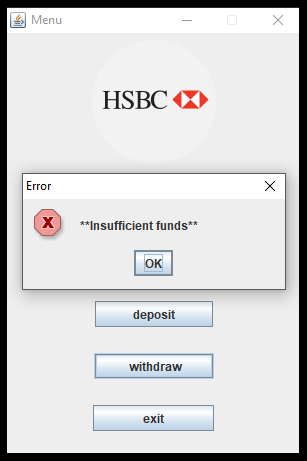 Menu
HSBC
Error
**Insufficient funds**
OK
deposit
withdraw
exit